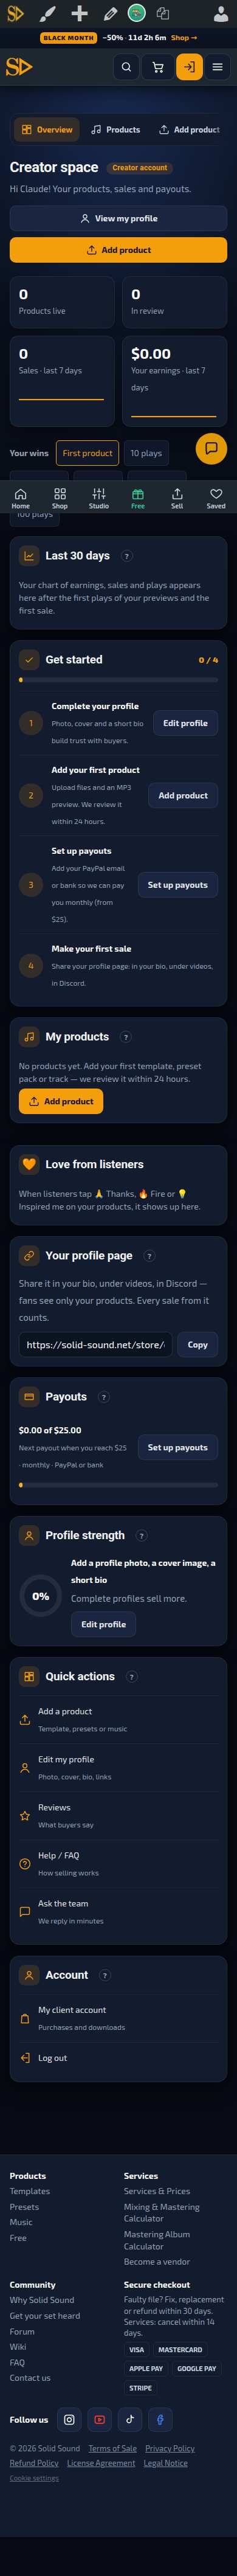 BLACK MONTH −50% · 11d 2h 6m Shop →
Overview Products Add product
Creator space Creator account
Hi Claude! Your products, sales and payouts.
View my profile
Add product
0
Products live
0
In review
0
Sales · last 7 days
$0.00
Your earnings · last 7
days
Your wins First product 10 plays
Home Shop Studio Free Sell Saved
100 plays
Last 30 days ?
Your chart of earnings, sales and plays appears
here after the first plays of your previews and the
first sale.
Get started 0 / 4
1
Complete your profile
Photo, cover and a short bio
build trust with buyers.
Edit profile
2
Add your first product
Upload files and an MP3
preview. We review it
within 24 hours.
Add product
3
Set up payouts
Add your PayPal email
or bank so we can pay
you monthly (from
$25).
Set up payouts
4
Make your first sale
Share your profile page: in your bio, under videos,
in Discord.
My products ?
No products yet. Add your first template, preset
pack or track — we review it within 24 hours.
Add product
Love from listeners
When listeners tap 🙏 Thanks, 🔥 Fire or 💡
Inspired me on your products, it shows up here.
Your profile page ?
Share it in your bio, under videos, in Discord —
fans see only your products. Every sale from it
counts.
https://solid-sound.net/store/ Copy
Payouts ?
$0.00 of $25.00
Next payout when you reach $25
· monthly · PayPal or bank
Set up payouts
Profile strength ?
0%
Add a profile photo, a cover image, a
short bio
Complete profiles sell more.
Edit profile
Quick actions ?
Add a product
Template, presets or music
Edit my profile
Photo, cover, bio, links
Reviews
What buyers say
Help / FAQ
How selling works
Ask the team
We reply in minutes
Account ?
My client account
Purchases and downloads
Log out
Products
Templates
Presets
Music
Free
Services
Services & Prices
Mixing & Mastering
Calculator
Mastering Album
Calculator
Become a vendor
Community
Why Solid Sound
Get your set heard
Forum
Wiki
FAQ
Contact us
Secure checkout
Faulty file? Fix, replacement
or refund within 30 days.
Services: cancel within 14
days.
VISA MASTERCARD
APPLE PAY GOOGLE PAY
STRIPE
Follow us
© 2026 Solid Sound Terms of Sale Privacy Policy
Refund Policy License Agreement Legal Notice
Cookie settings